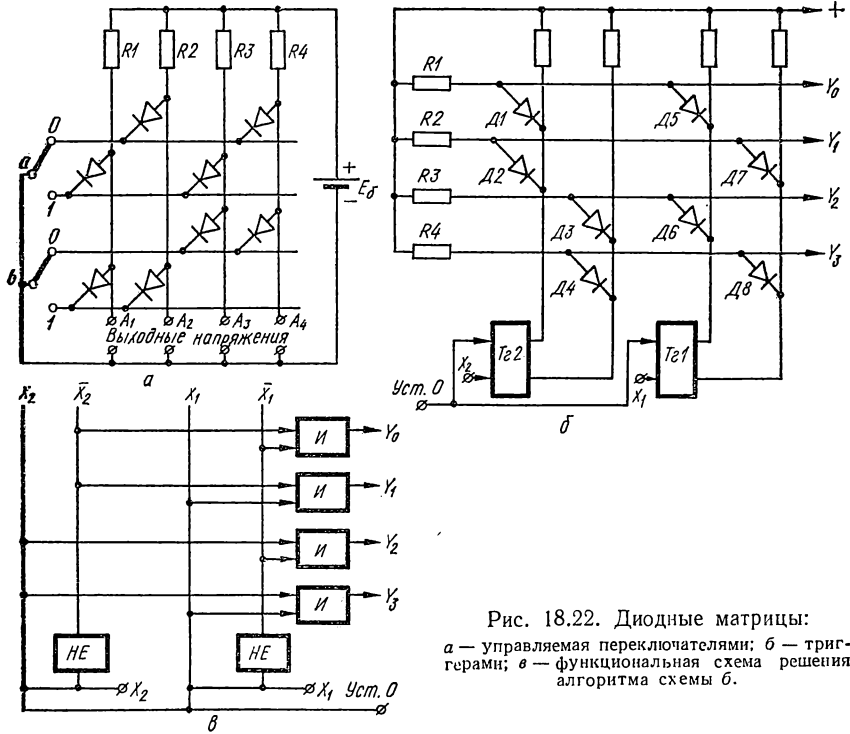 R1 R2 R3 R4
0
а
1
0
b
1
+
Eб
−
A1 A2 A3 A4
Выходные напряжения
а
+
R1
Д1
Д5
Y0
R2
Д2
Д7
Y1
R3
Д3
Д6
Y2
R4
Д4
Д8
Y3
Тг2
Тг1
X2
X1
Уст. 0
б
X2 X̄2 X1 X̄1
И
Y0
И
Y1
И
Y2
И
Y3
НЕ
НЕ
X2
X1
Уст. 0
в
Рис. 18.22. Диодные матрицы:
а — управляемая переключателями; б — триг-
герами; в — функциональная схема решения
алгоритма схемы б.